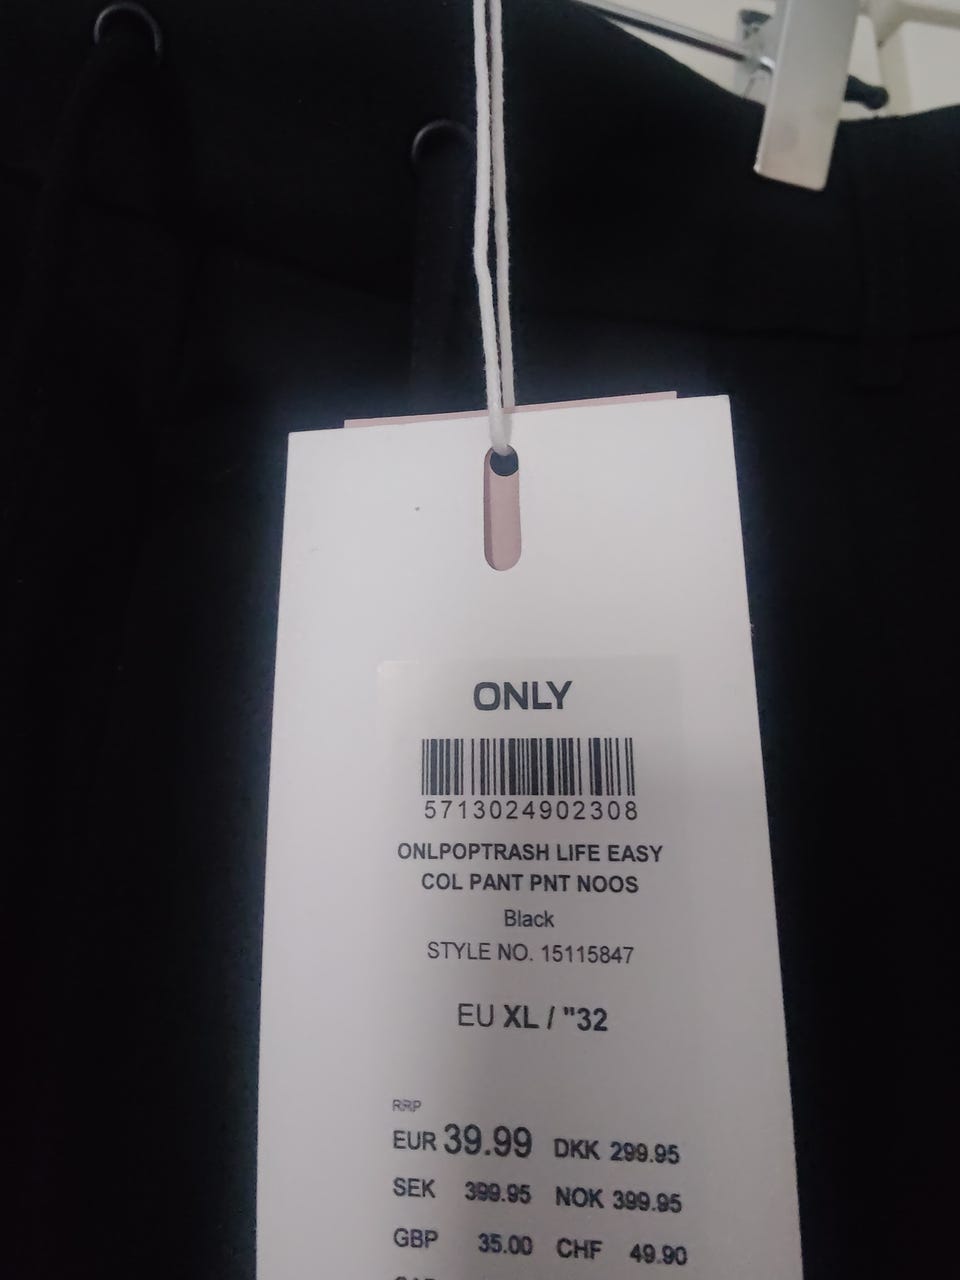 ONLY
5713024902308
ONLPOPTRASH LIFE EASY
COL PANT PNT NOOS
Black
STYLE NO. 15115847
EU XL / "32
RRP
EUR 39.99 DKK 299.95
SEK 399.95 NOK 399.95
GBP 35.00 CHF 49.90